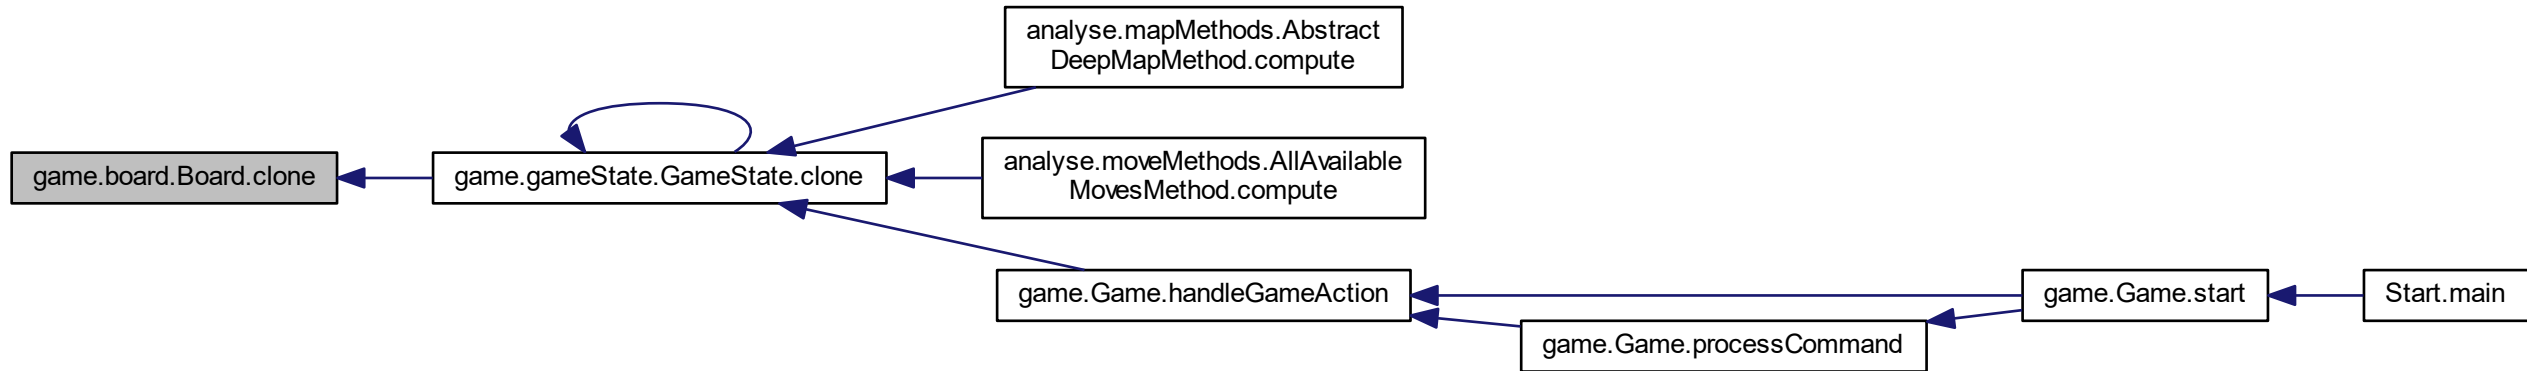 analyse.mapMethods.Abstract
DeepMapMethod.compute
game.board.Board.clone
game.gameState.GameState.clone
analyse.moveMethods.AllAvailable
MovesMethod.compute
game.Game.handleGameAction
game.Game.start
Start.main
game.Game.processCommand